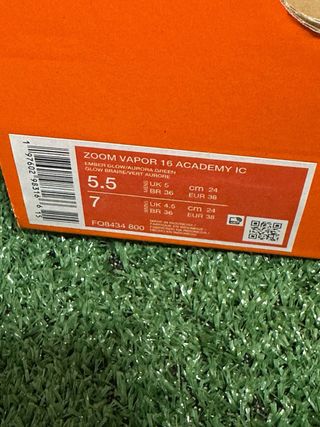 ZOOM VAPOR 16 ACADEMY IC
EMBER GLOW/AURORA GREEN
GLOW BRAISE/VERT AURORE
5.5 UK 5 cm 24
BR 36 EUR 38
7 UK 4.5 cm 24
BR 36 EUR 38
FQ8434 800